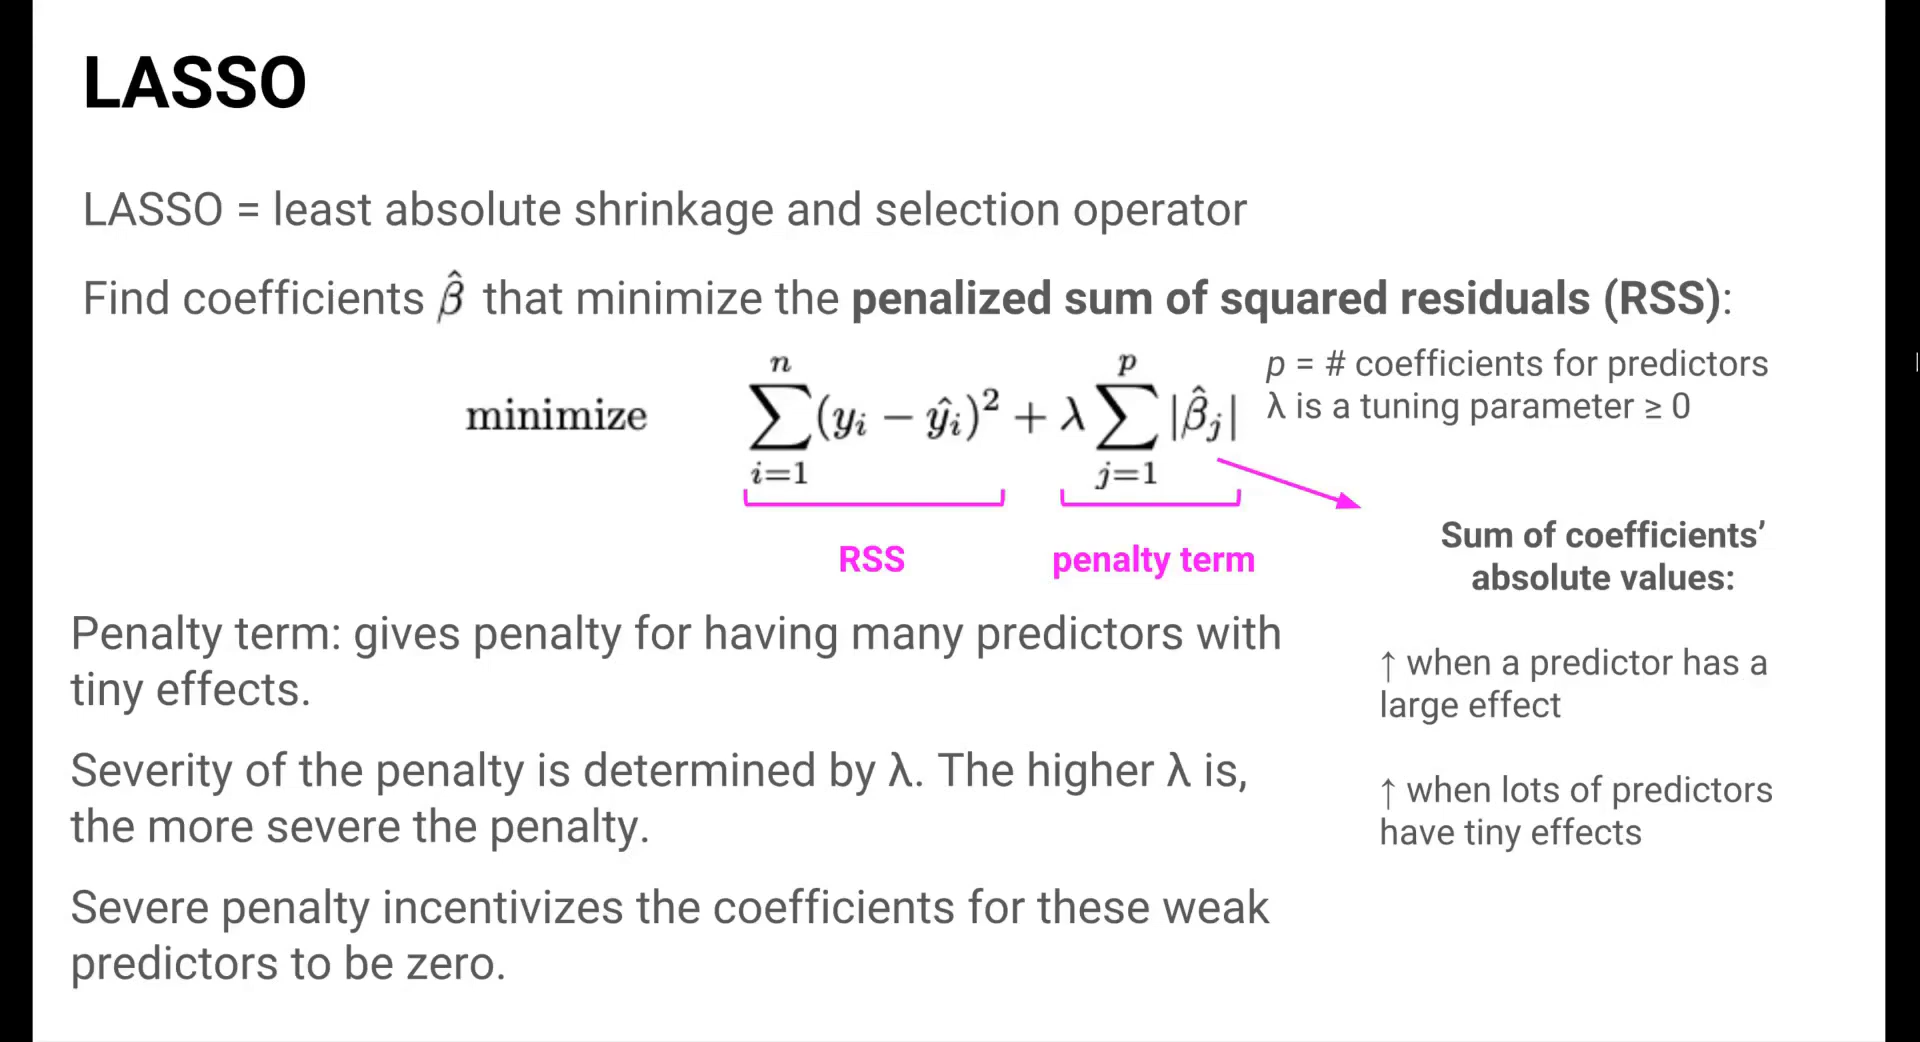 LASSO
LASSO = least absolute shrinkage and selection operator
Find coefficients β̂ that minimize the penalized sum of squared residuals (RSS):
minimize ∑_{i=1}^{n} (y_i − ŷ_i)² + λ ∑_{j=1}^{p} |β̂_j|
p = # coefficients for predictors
λ is a tuning parameter ≥ 0
RSS
penalty term
Sum of coefficients’
absolute values:
↑ when a predictor has a
large effect
↑ when lots of predictors
have tiny effects
Penalty term: gives penalty for having many predictors with
tiny effects.
Severity of the penalty is determined by λ. The higher λ is,
the more severe the penalty.
Severe penalty incentivizes the coefficients for these weak
predictors to be zero.